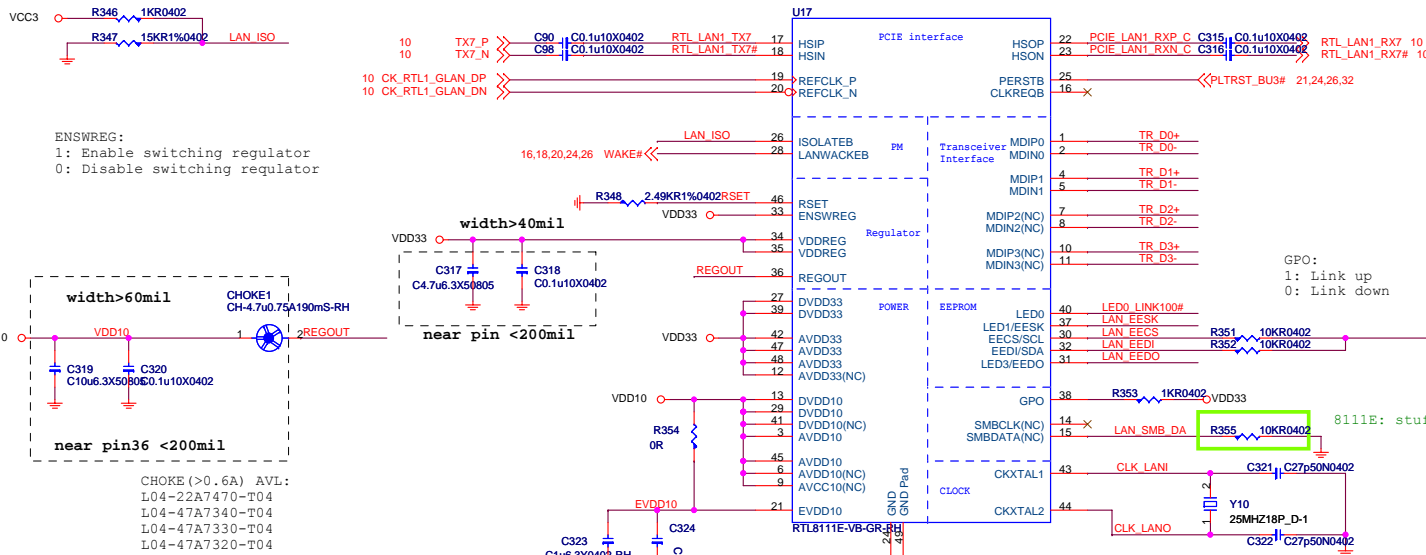 VCC3
R346 1KR0402
R347 15KR1%0402 LAN_ISO
ENSWREG:
1: Enable switching regulator
0: Disable switching requlator
10 TX7_P C90 C0.1u10X0402 RTL_LAN1_TX7
10 TX7_N C98 C0.1u10X0402 RTL_LAN1_TX7#
10 CK_RTL1_GLAN_DP
10 CK_RTL1_GLAN_DN
LAN_ISO
16,18,20,24,26 WAKE#
R348 2.49KR1%0402 RSET
VDD33
width>40mil
VDD33
C317
C4.7u6.3X50805
C318
C0.1u10X0402
near pin <200mil
REGOUT
VDD33
VDD10
R354
0R
EVDD10
C323
C1u6.3Y0402-RH
C324
width>60mil
CHOKE1
CH-4.7u0.75A190mS-RH
0 VDD10 1 2 REGOUT
C319
C10u6.3X50805
C320
C0.1u10X0402
near pin36 <200mil
CHOKE(>0.6A) AVL:
L04-22A7470-T04
L04-47A7340-T04
L04-47A7330-T04
L04-47A7320-T04
U17
PCIE interface
17 HSIP
18 HSIN
19 REFCLK_P
20 REFCLK_N
PM
26 ISOLATEB
28 LANWACKEB
46 RSET
33 ENSWREG
Regulator
34 VDDREG
35 VDDREG
36 REGOUT
POWER
27 DVDD33
39 DVDD33
42 AVDD33
47 AVDD33
48 AVDD33
12 AVDD33(NC)
13 DVDD10
29 DVDD10
41 DVDD10(NC)
3 AVDD10
45 AVDD10
6 AVDD10(NC)
9 AVCC10(NC)
21 EVDD10
GND 24
GND Pad 49
RTL8111E-VB-GR-RH
HSOP 22 PCIE_LAN1_RXP_C C315 C0.1u10X0402 RTL_LAN1_RX7 10
HSON 23 PCIE_LAN1_RXN_C C316 C0.1u10X0402 RTL_LAN1_RX7# 10
PERSTB 25 PLTRST_BU3# 21,24,26,32
CLKREQB 16
Transceiver
Interface
MDIP0 1 TR_D0+
MDIN0 2 TR_D0-
MDIP1 4 TR_D1+
MDIN1 5 TR_D1-
MDIP2(NC) 7 TR_D2+
MDIN2(NC) 8 TR_D2-
MDIP3(NC) 10 TR_D3+
MDIN3(NC) 11 TR_D3-
GPO:
1: Link up
0: Link down
EEPROM
LED0 40 LED0_LINK100#
LED1/EESK 37 LAN_EESK
EECS/SCL 30 LAN_EECS R351 10KR0402
EEDI/SDA 32 LAN_EEDI R352 10KR0402
LED3/EEDO 31 LAN_EEDO
GPO 38 R353 1KR0402 VDD33
SMBCLK(NC) 14
SMBDATA(NC) 15 LAN_SMB_DA R355 10KR0402
8111E: stuf
CLOCK
CKXTAL1 43 CLK_LANI C321 C27p50N0402
2
1
Y10
25MHZ18P_D-1
CKXTAL2 44 CLK_LANO C322 C27p50N0402